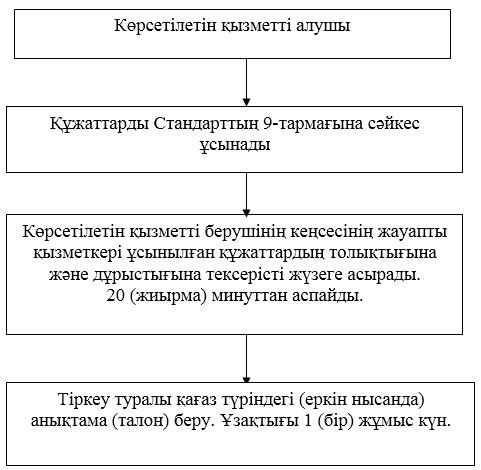 Көрсетілетін қызметті алушы
Құжаттарды Стандарттың 9-тармағына сәйкес
ұсынады
Көрсетілетін қызметті берушінің кеңсесінің жауапты
қызметкері ұсынылған құжаттардың толықтығына
және дұрыстығына тексерісті жүзеге асырады.
20 (жиырма) минуттан аспайды.
Тіркеу туралы қағаз түріндегі (еркін нысанда)
анықтама (талон) беру. Ұзақтығы 1 (бір) жұмыс күн.